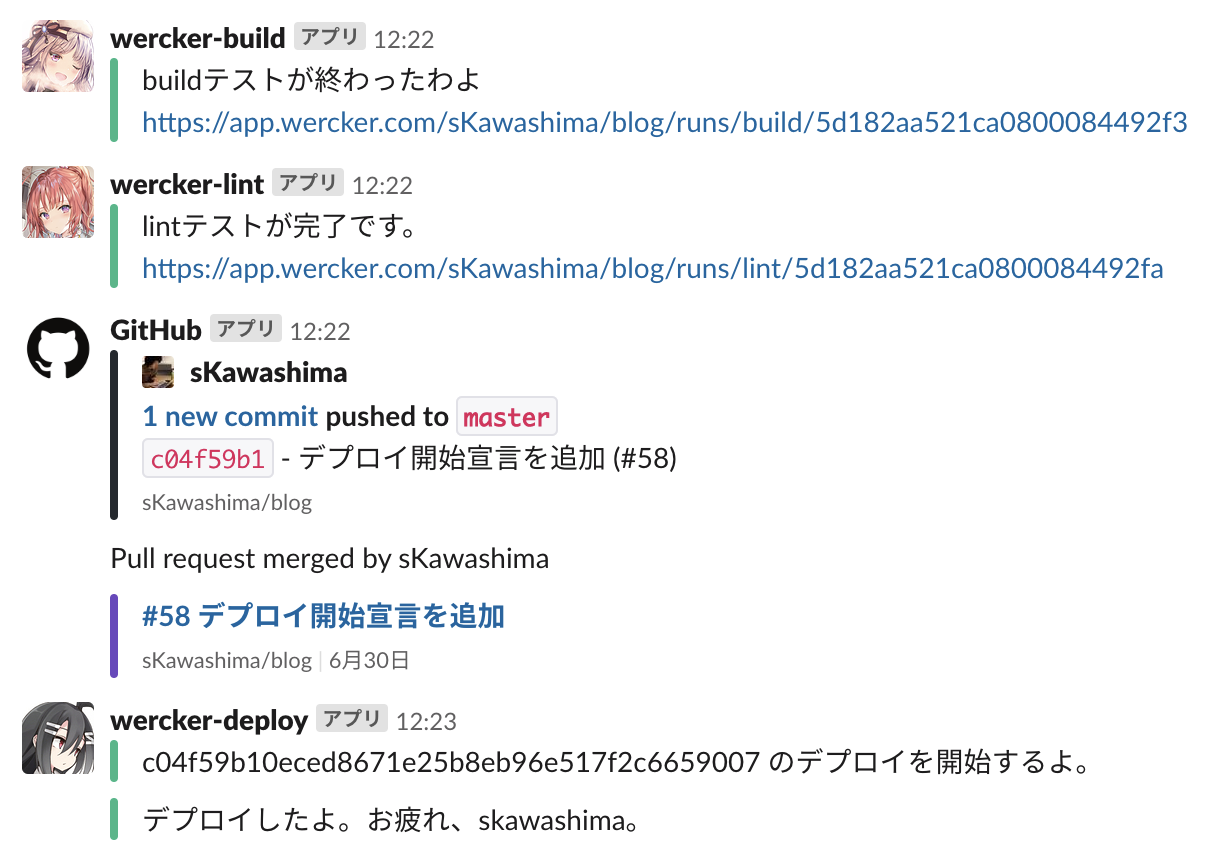 wercker-build アプリ 12:22
buildテストが終わったわよ
https://app.wercker.com/sKawashima/blog/runs/build/5d182aa521ca0800084492f3
wercker-lint アプリ 12:22
lintテストが完了です。
https://app.wercker.com/sKawashima/blog/runs/lint/5d182aa521ca0800084492fa
GitHub アプリ 12:22
sKawashima
1 new commit pushed to master
c04f59b1 - デプロイ開始宣言を追加 (#58)
sKawashima/blog
Pull request merged by sKawashima
#58 デプロイ開始宣言を追加
sKawashima/blog | 6月30日
wercker-deploy アプリ 12:23
c04f59b10eced8671e25b8eb96e517f2c6659007 のデプロイを開始するよ。
デプロイしたよ。お疲れ、skawashima。